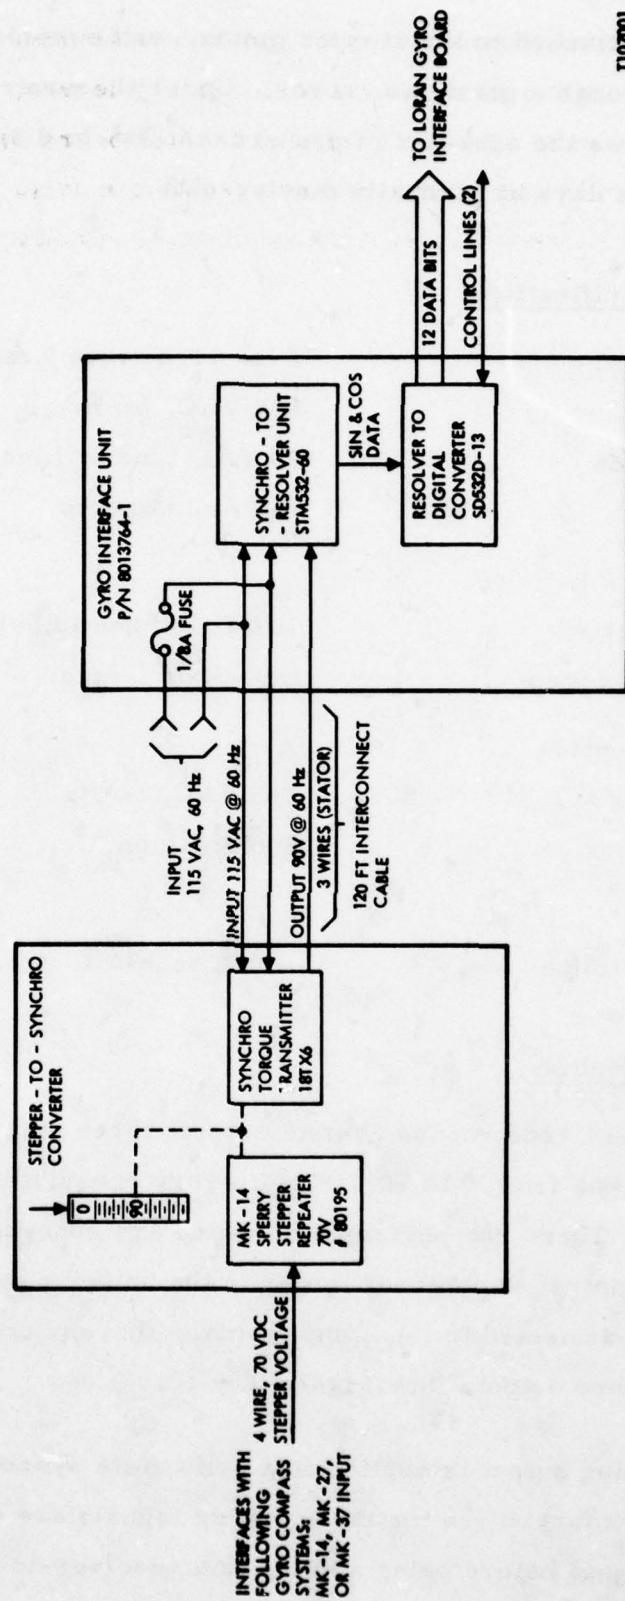 INTERFACES WITH
FOLLOWING
GYRO COMPASS
SYSTEMS:
MK-14, MK-27,
OR MK-37 INPUT
4 WIRE, 70 VDC
STEPPER VOLTAGE
STEPPER - TO - SYNCHRO
CONVERTER
0
90
MK-14
SPERRY
STEPPER
REPEATER
70V
# 80195
SYNCHRO
TORQUE
TRANSMITTER
18TX6
INPUT
115 VAC, 60 Hz
INPUT 115 VAC @ 60 Hz
OUTPUT 90V @ 60 Hz
3 WIRES (STATOR)
120 FT INTERCONNECT
CABLE
GYRO INTERFACE UNIT
P/N 8013764-1
1/8A FUSE
SYNCHRO - TO
- RESOLVER UNIT
STM532-60
SIN & COS
DATA
RESOLVER TO
DIGITAL
CONVERTER
SD532D-13
12 DATA BITS
CONTROL LINES (2)
TO LORAN GYRO
INTERFACE BOARD